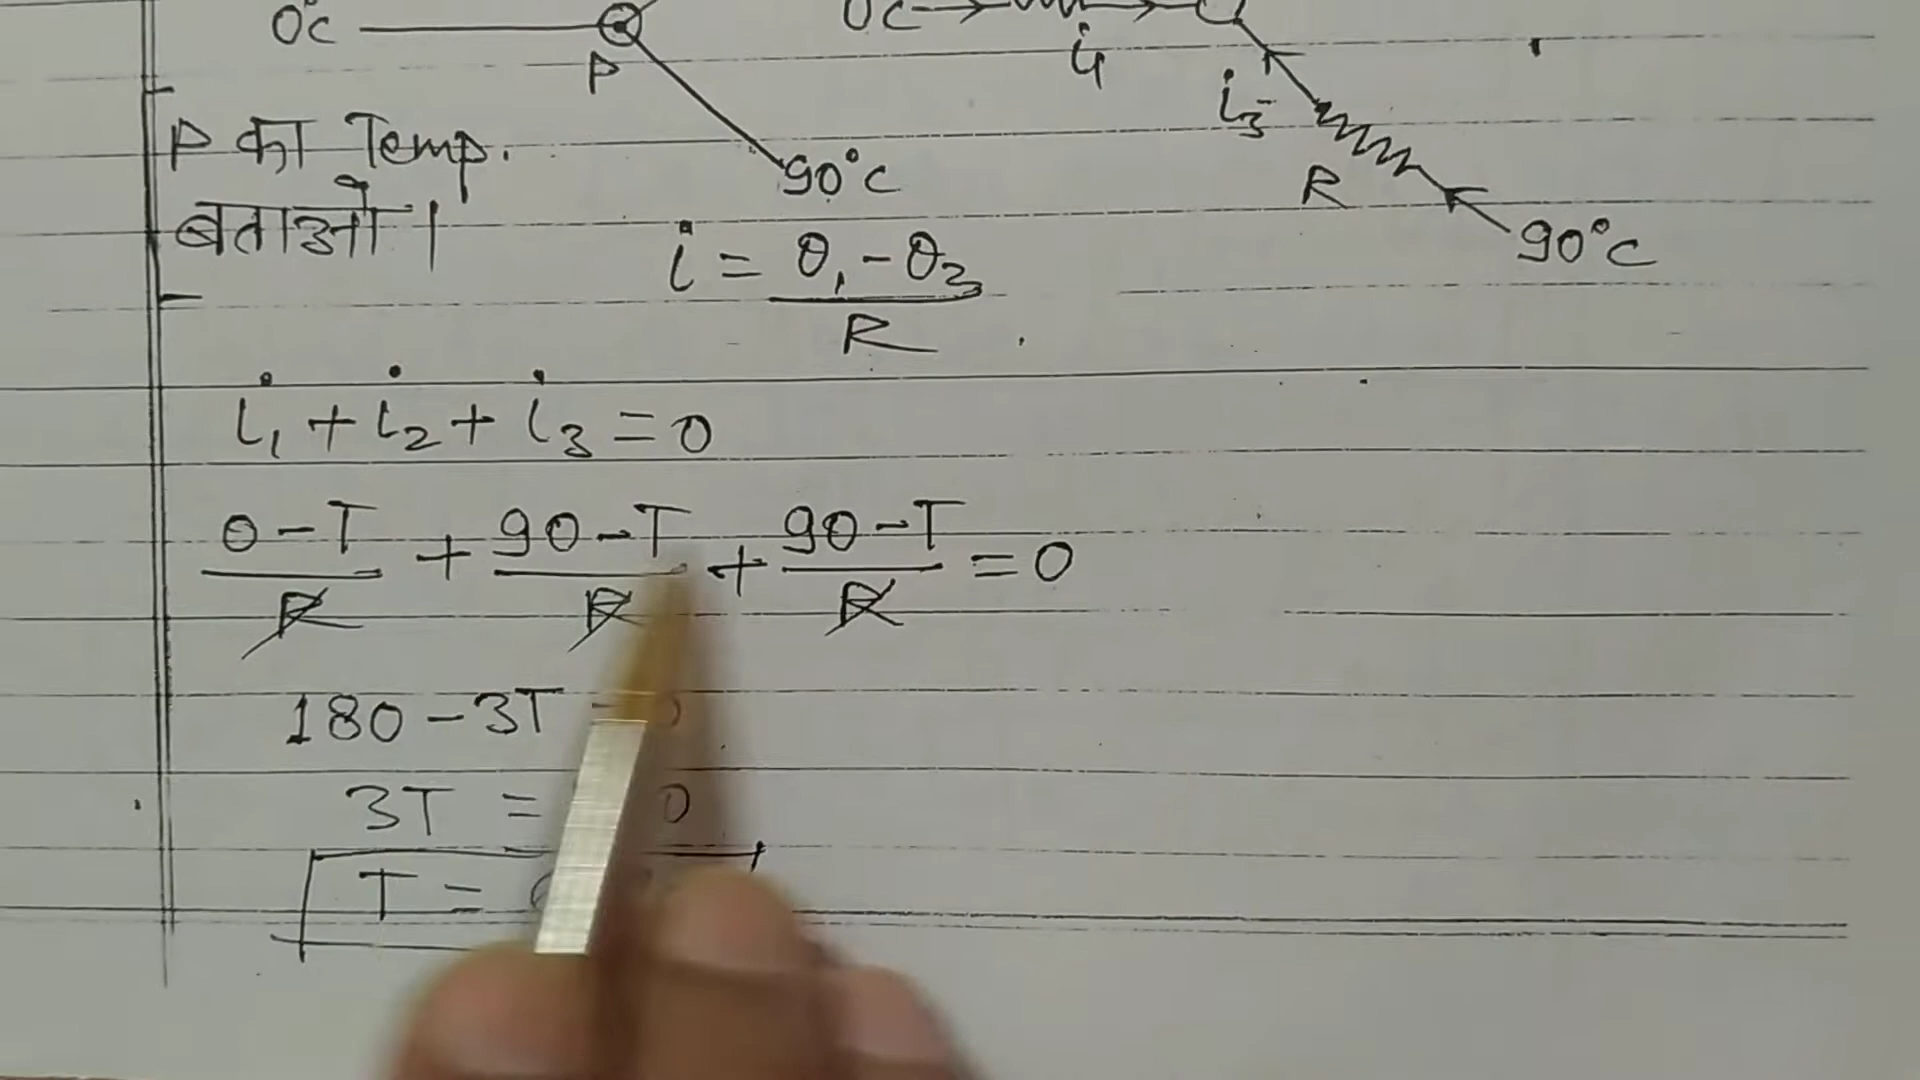 0°C P 90°C
0°C i₁ i₃ R 90°C
P का Temp.
बताओ।
i = θ₁-θ₂/R
i₁ + i₂ + i₃ = 0
0-T/R + 90-T/R + 90-T/R = 0
180 - 3T
3T = 0
T =